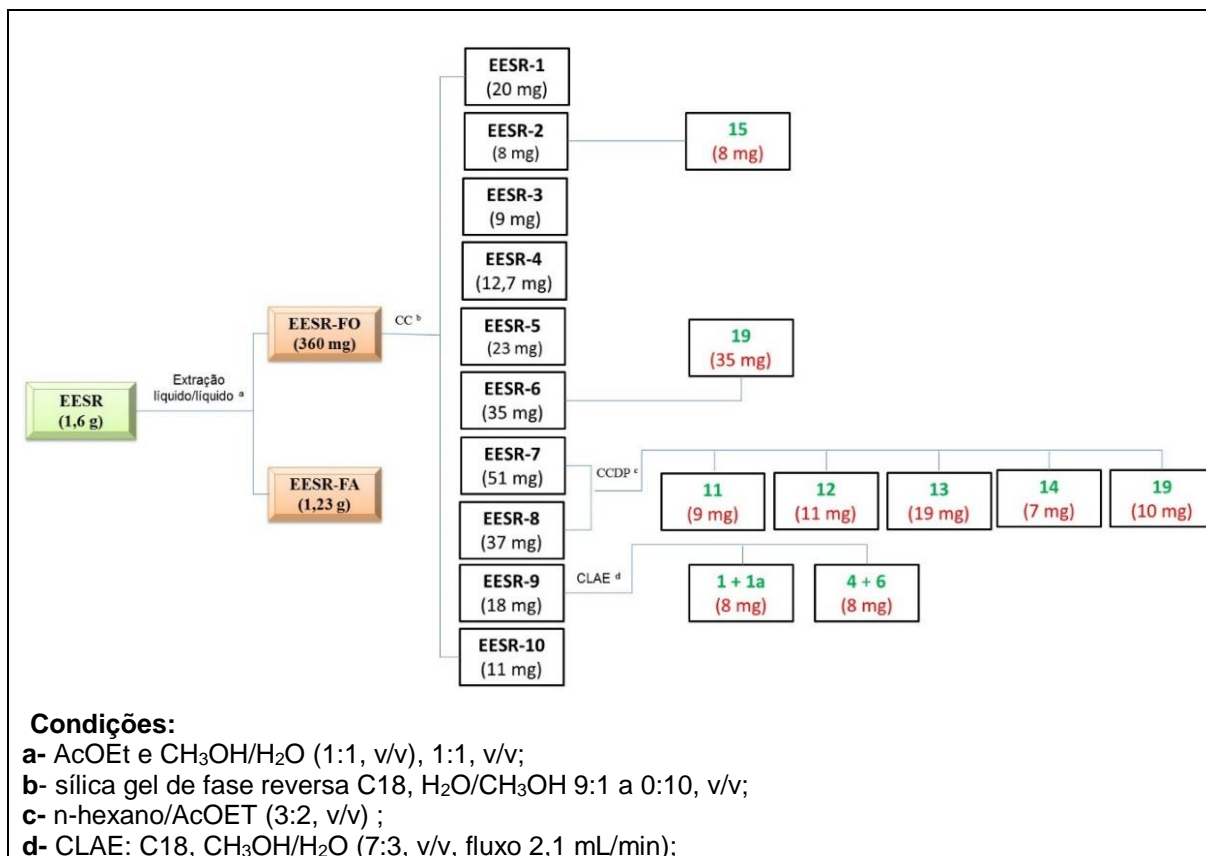 EESR-1
(20 mg)
EESR-2
(8 mg)
15
(8 mg)
EESR-3
(9 mg)
EESR-4
(12,7 mg)
EESR-FO
(360 mg)
CC b
EESR-5
(23 mg)
19
(35 mg)
Extração
líquido/líquido a
EESR
(1,6 g)
EESR-6
(35 mg)
EESR-7
(51 mg)
CCDP c
EESR-FA
(1,23 g)
11
(9 mg)
12
(11 mg)
13
(19 mg)
14
(7 mg)
19
(10 mg)
EESR-8
(37 mg)
EESR-9
(18 mg)
CLAE d
1 + 1a
(8 mg)
4 + 6
(8 mg)
EESR-10
(11 mg)
Condições:
a- AcOEt e CH₃OH/H₂O (1:1, v/v), 1:1, v/v;
b- sílica gel de fase reversa C18, H₂O/CH₃OH 9:1 a 0:10, v/v;
c- n-hexano/AcOET (3:2, v/v) ;
d- CLAE: C18, CH₃OH/H₂O (7:3, v/v, fluxo 2,1 mL/min);